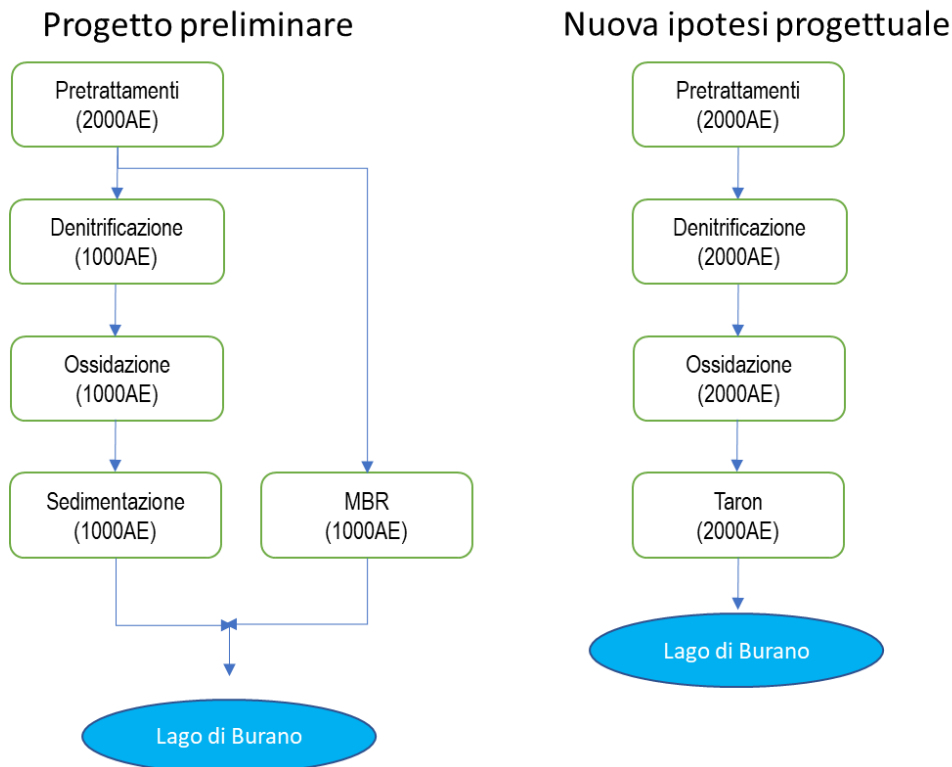 Progetto preliminare
Pretrattamenti
(2000AE)
Denitrificazione
(1000AE)
Ossidazione
(1000AE)
Sedimentazione
(1000AE)
MBR
(1000AE)
Lago di Burano
Nuova ipotesi progettuale
Pretrattamenti
(2000AE)
Denitrificazione
(2000AE)
Ossidazione
(2000AE)
Taron
(2000AE)
Lago di Burano